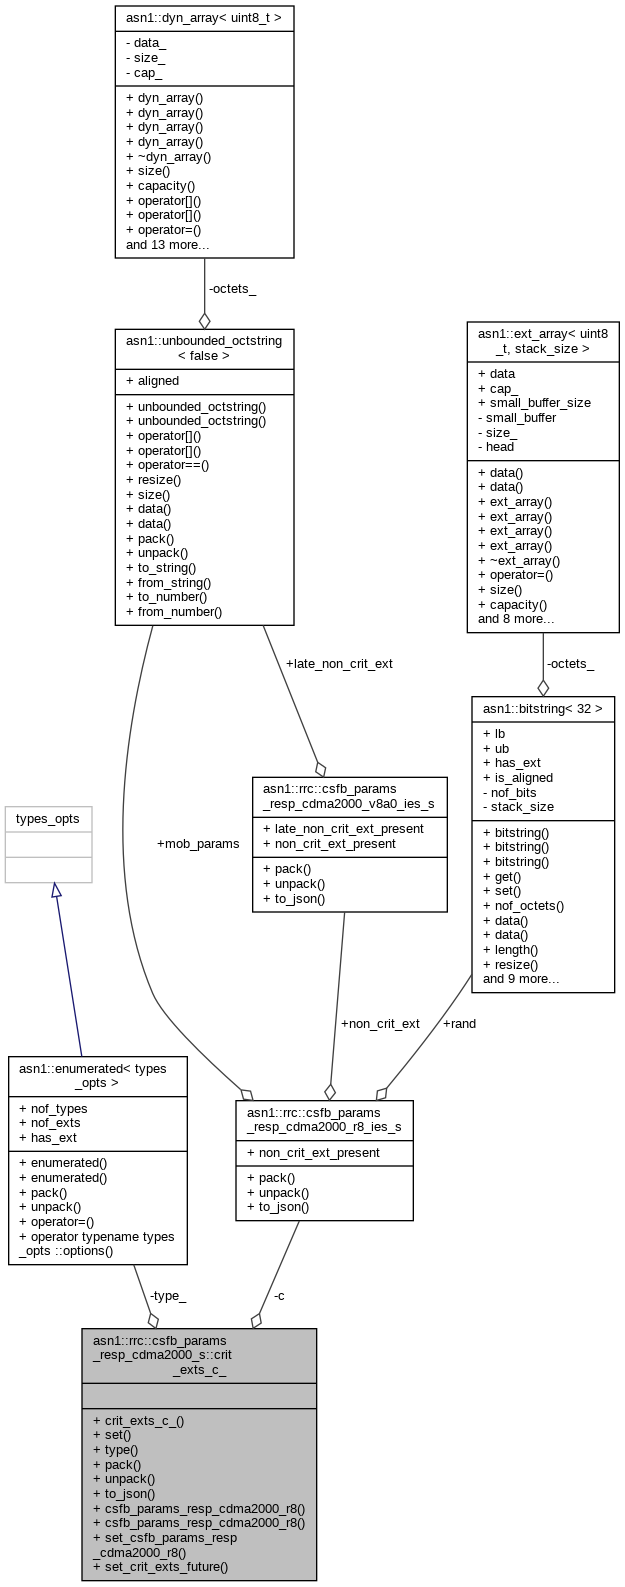 asn1::dyn_array< uint8_t >
- data_
- size_
- cap_
+ dyn_array()
+ dyn_array()
+ dyn_array()
+ dyn_array()
+ ~dyn_array()
+ size()
+ capacity()
+ operator[]()
+ operator[]()
+ operator=()
and 13 more...
-octets_
asn1::unbounded_octstring
< false >
+ aligned
+ unbounded_octstring()
+ unbounded_octstring()
+ operator[]()
+ operator[]()
+ operator==()
+ resize()
+ size()
+ data()
+ data()
+ pack()
+ unpack()
+ to_string()
+ from_string()
+ to_number()
+ from_number()
asn1::ext_array< uint8
_t, stack_size >
+ data
+ cap_
+ small_buffer_size
- small_buffer
- size_
- head
+ data()
+ data()
+ ext_array()
+ ext_array()
+ ext_array()
+ ext_array()
+ ~ext_array()
+ operator=()
+ size()
+ capacity()
and 8 more...
+late_non_crit_ext
-octets_
asn1::bitstring< 32 >
+ lb
+ ub
+ has_ext
+ is_aligned
- nof_bits
- stack_size
+ bitstring()
+ bitstring()
+ bitstring()
+ get()
+ set()
+ nof_octets()
+ data()
+ data()
+ length()
+ resize()
and 9 more...
asn1::rrc::csfb_params
_resp_cdma2000_v8a0_ies_s
+ late_non_crit_ext_present
+ non_crit_ext_present
+ pack()
+ unpack()
+ to_json()
types_opts
+mob_params
+non_crit_ext
+rand
asn1::enumerated< types
_opts >
+ nof_types
+ nof_exts
+ has_ext
+ enumerated()
+ enumerated()
+ pack()
+ unpack()
+ operator=()
+ operator typename types
_opts ::options()
asn1::rrc::csfb_params
_resp_cdma2000_r8_ies_s
+ non_crit_ext_present
+ pack()
+ unpack()
+ to_json()
-type_
-c
asn1::rrc::csfb_params
_resp_cdma2000_s::crit
_exts_c_
+ crit_exts_c_()
+ set()
+ type()
+ pack()
+ unpack()
+ to_json()
+ csfb_params_resp_cdma2000_r8()
+ csfb_params_resp_cdma2000_r8()
+ set_csfb_params_resp
_cdma2000_r8()
+ set_crit_exts_future()